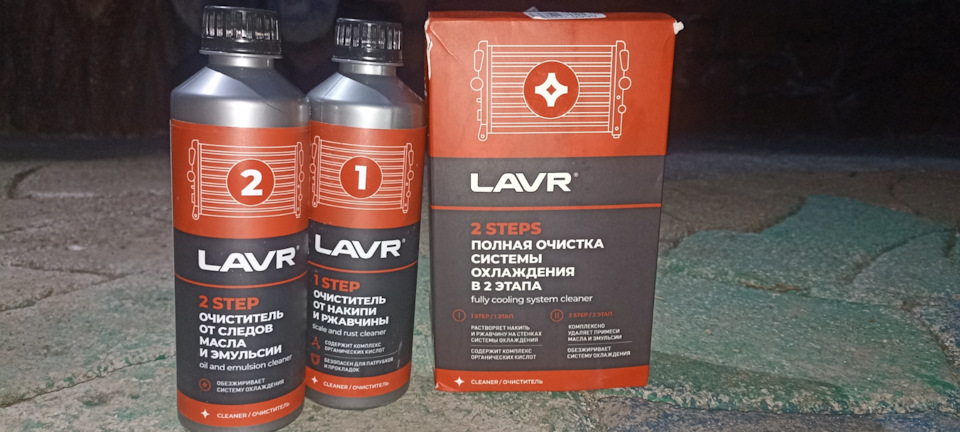 2
LAVR®
2 STEP
ОЧИСТИТЕЛЬ
ОТ СЛЕДОВ
МАСЛА
И ЭМУЛЬСИИ
oil and emulsion cleaner
ОБЕЗЖИРИВАЕТ
СИСТЕМУ ОХЛАЖДЕНИЯ
CLEANER / ОЧИСТИТЕЛЬ
1
LAVR®
1 STEP
ОЧИСТИТЕЛЬ
ОТ НАКИПИ
И РЖАВЧИНЫ
scale and rust cleaner
СОДЕРЖИТ КОМПЛЕКС
ОРГАНИЧЕСКИХ КИСЛОТ
БЕЗОПАСЕН ДЛЯ ПАТРУБКОВ
И ПРОКЛАДОК
CLEANER / ОЧИСТИТЕЛЬ
LAVR®
2 STEPS
ПОЛНАЯ ОЧИСТКА
СИСТЕМЫ
ОХЛАЖДЕНИЯ
В 2 ЭТАПА
fully cooling system cleaner
I 1 STEP / 1 ЭТАП
РАСТВОРЯЕТ НАКИПЬ
И РЖАВЧИНУ НА СТЕНКАХ
СИСТЕМЫ ОХЛАЖДЕНИЯ
СОДЕРЖИТ КОМПЛЕКС
ОРГАНИЧЕСКИХ КИСЛОТ
II 2 STEP / 2 ЭТАП
КОМПЛЕКСНО
УДАЛЯЕТ ПРИМЕСИ
МАСЛА И ЭМУЛЬСИИ
ОБЕЗЖИРИВАЕТ
СИСТЕМУ ОХЛАЖДЕНИЯ
CLEANER / ОЧИСТИТЕЛЬ